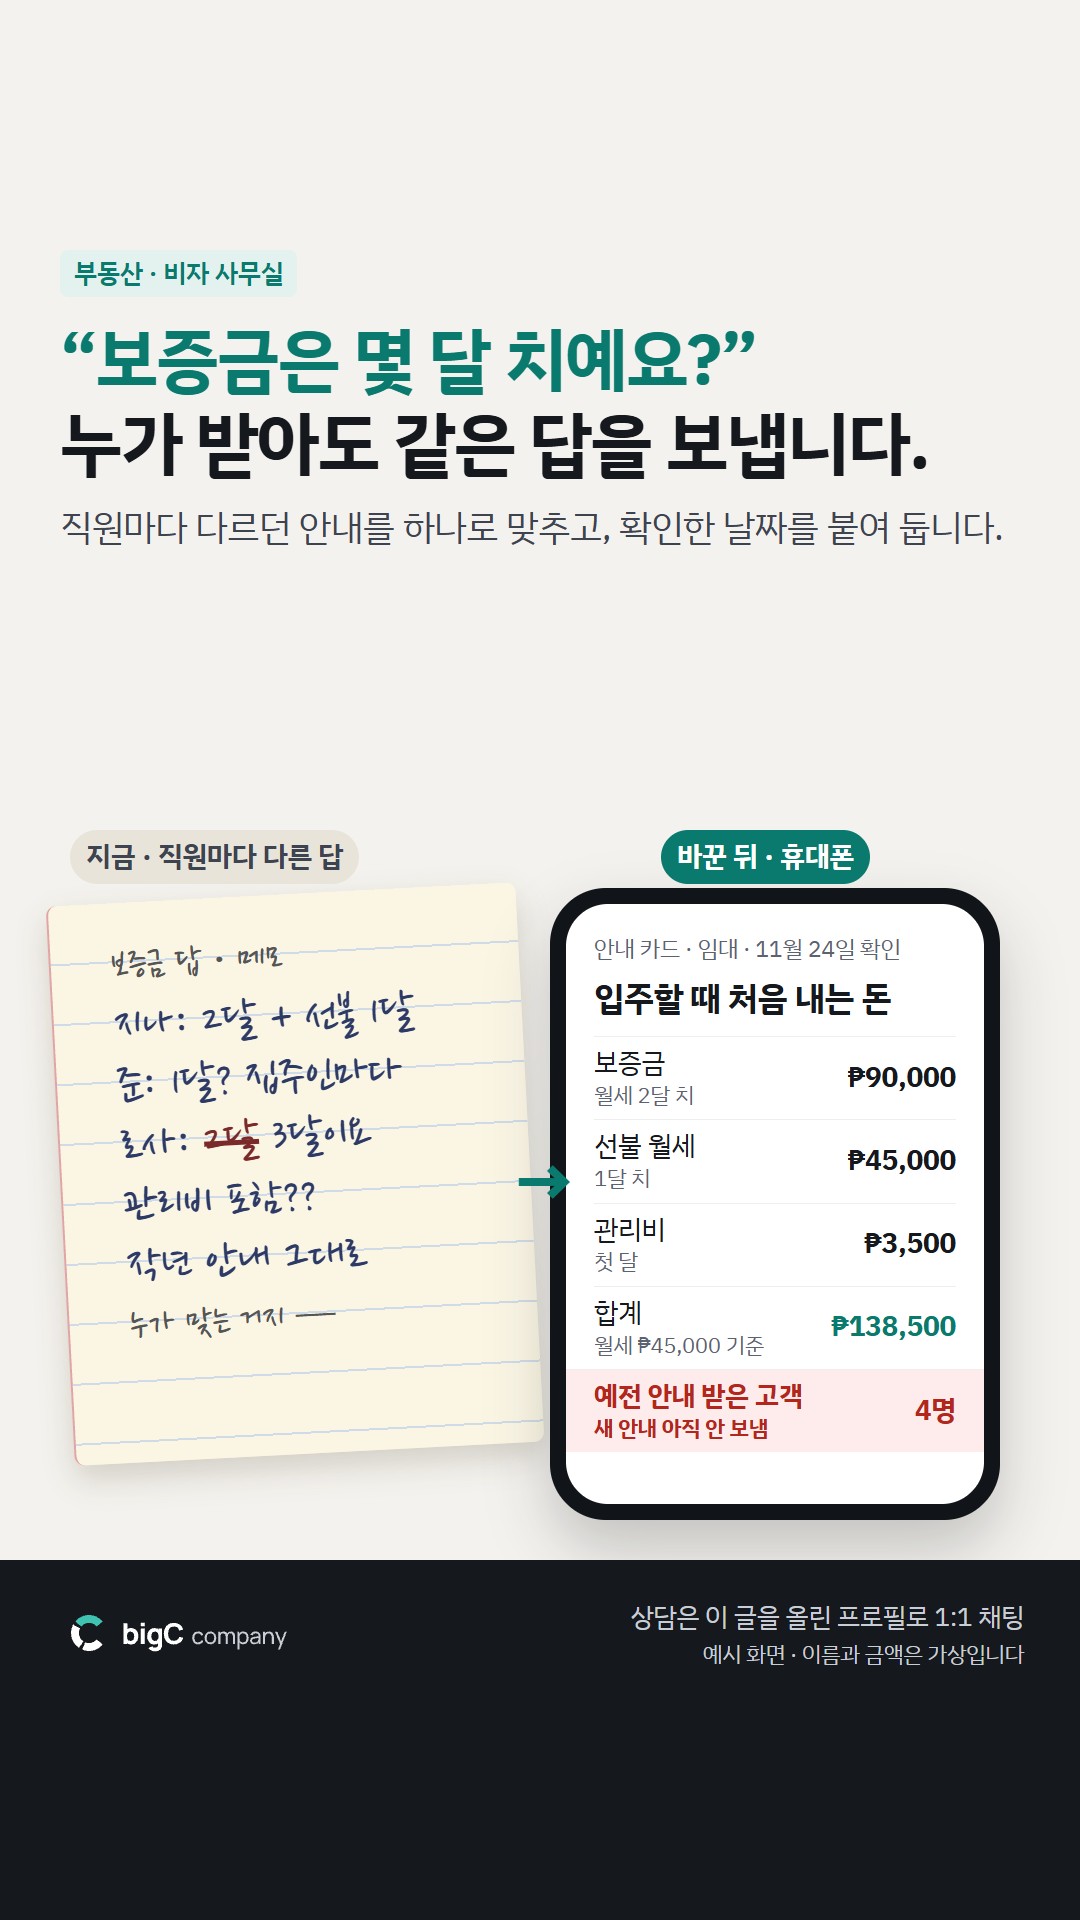 부동산 · 비자 사무실
“보증금은 몇 달 치예요?”
누가 받아도 같은 답을 보냅니다.
직원마다 다르던 안내를 하나로 맞추고, 확인한 날짜를 붙여 둡니다.
지금 · 직원마다 다른 답
보증금 답 · 메모
지나: 2달 + 선불 1달
준: 1달? 집주인마다
로사: 2달 3달이요
관리비 포함??
작년 안내 그대로
누가 맞는 거지 —
바꾼 뒤 · 휴대폰
안내 카드 · 임대 · 11월 24일 확인
입주할 때 처음 내는 돈
보증금 ₱90,000
월세 2달 치
선불 월세 ₱45,000
1달 치
관리비 ₱3,500
첫 달
합계 ₱138,500
월세 ₱45,000 기준
예전 안내 받은 고객 4명
새 안내 아직 안 보냄
bigC company
상담은 이 글을 올린 프로필로 1:1 채팅
예시 화면 · 이름과 금액은 가상입니다